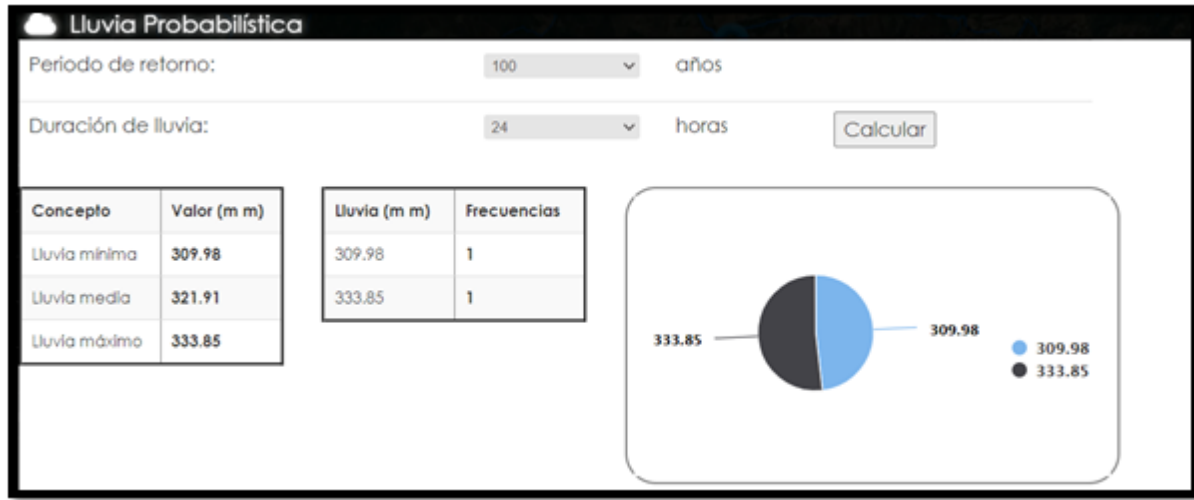 Lluvia Probabilística
Periodo de retorno: 100 años
Duración de lluvia: 24 horas Calcular
Concepto Valor (m m)
Lluvia mínima 309.98
Lluvia media 321.91
Lluvia máximo 333.85
Lluvia (m m) Frecuencias
309.98 1
333.85 1
333.85
309.98
309.98
333.85